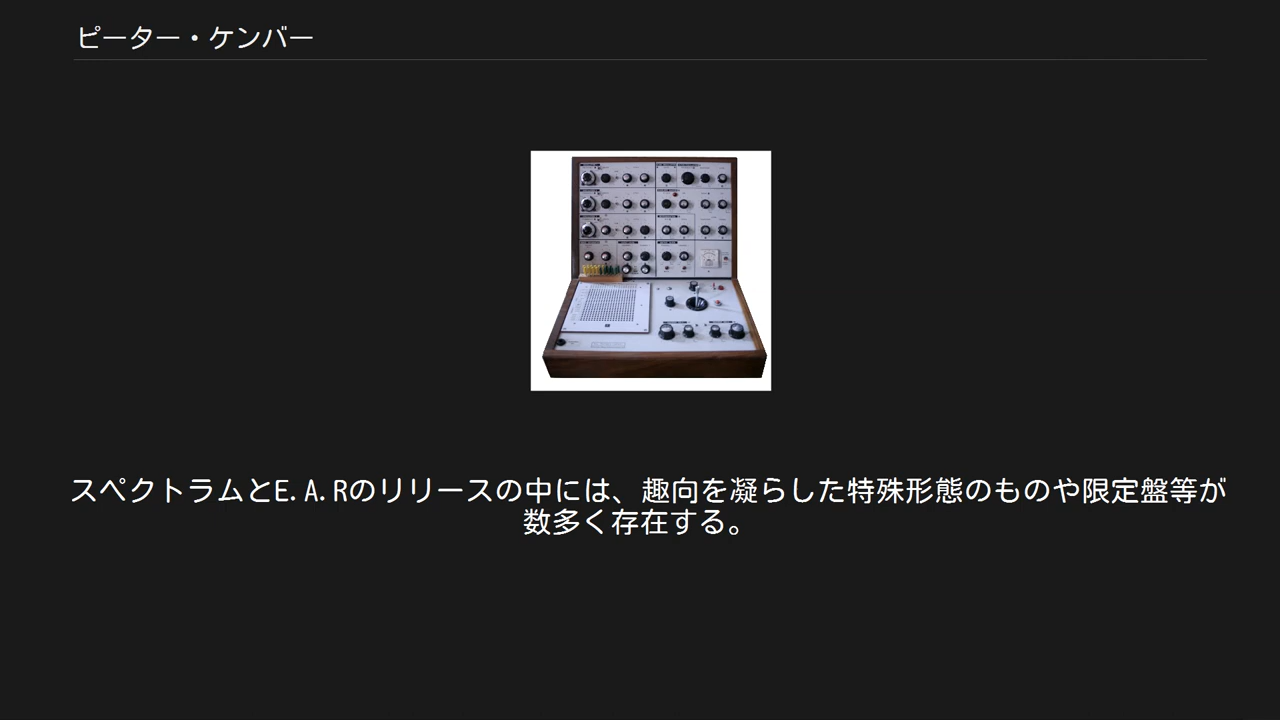 ピーター・ケンバー
スペクトラムとE.A.Rのリリースの中には、趣向を凝らした特殊形態のものや限定盤等が
数多く存在する。